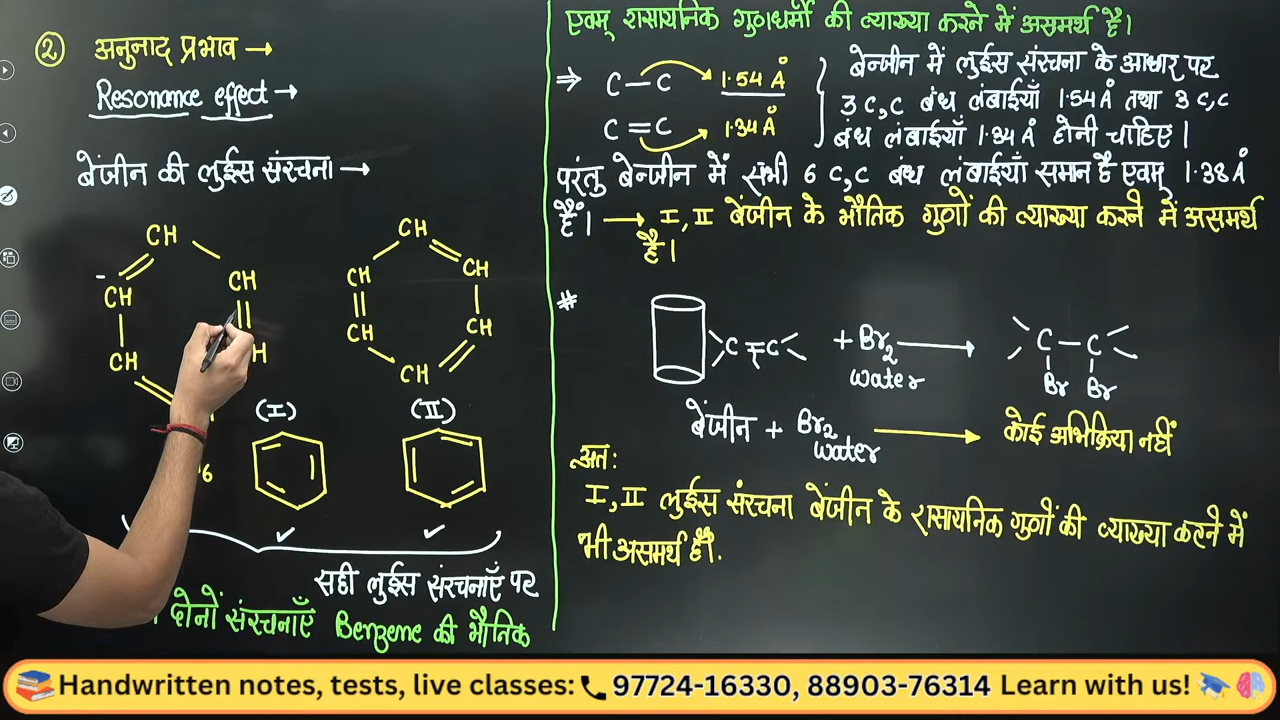 ② अनुनाद प्रभाव →
Resonance effect →
बेंजीन की लुईस संरचना →
CH
CH
CH
CH
H
CH
CH
CH
CH
CH
CH
(I)
(II)
सही लुईस संरचनाएँ पर
दोनों संरचनाएँ Benzene की भौतिक
एवम् रासायनिक गुणधर्मो की व्याख्या करने में असमर्थ है।
⇒ C – C 1.54 Å
C = C 1.34 Å
बेन्जीन में लुईस संरचना के आधार पर
3 C,C बंध लंबाईयाँ 1.54 Å तथा 3 C,C
बंध लंबाईयाँ 1.34 Å होनी चाहिए।
परंतु बेन्जीन में सभी 6 C,C बंध लंबाईयाँ समान है एवम् 1.38 Å
हैं। → I, II बेंजीन के भौतिक गुणों की व्याख्या करने में असमर्थ
है।
* C = C + Br2 water → C – C
Br Br
बेंजीन + Br2 water → कोई अभिक्रिया नहीं
अतः
I, II लुईस संरचना बेंजीन के रासायनिक गुणों की व्याख्या करने में
भी असमर्थ है।
Handwritten notes, tests, live classes: 97724-16330, 88903-76314 Learn with us!